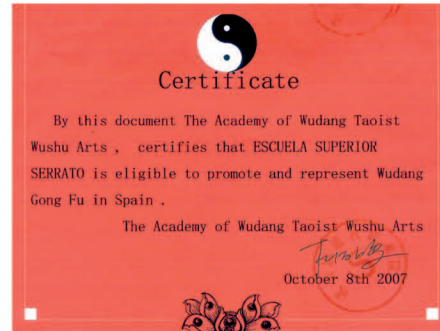 Certificate
By this document The Academy of Wudang Taoist
Wushu Arts , certifies that ESCUELA SUPERIOR
SERRATO is eligible to promote and represent Wudang
Gong Fu in Spain .
The Academy of Wudang Taoist Wushu Arts
October 8th 2007